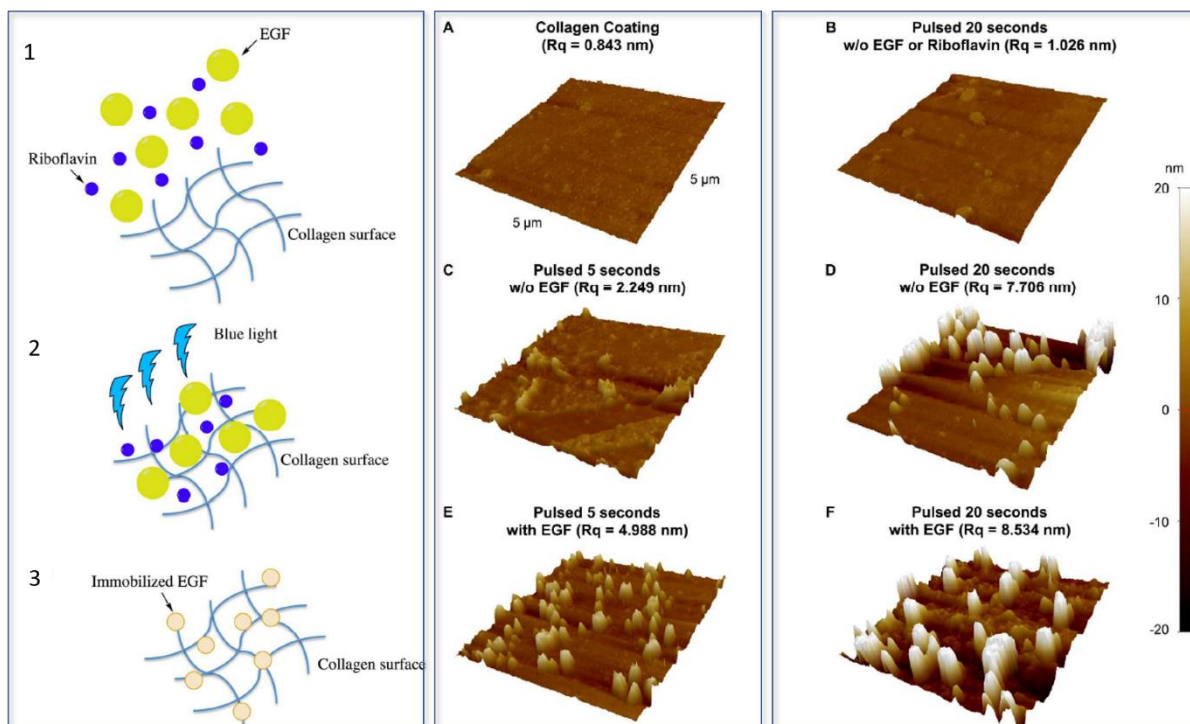 1
EGF
Riboflavin
Collagen surface
2
Blue light
Collagen surface
3
Immobilized EGF
Collagen surface
A
Collagen Coating
(Rq = 0.843 nm)
5 µm
5 µm
B
Pulsed 20 seconds
w/o EGF or Riboflavin (Rq = 1.026 nm)
C
Pulsed 5 seconds
w/o EGF (Rq = 2.249 nm)
D
Pulsed 20 seconds
w/o EGF (Rq = 7.706 nm)
E
Pulsed 5 seconds
with EGF (Rq = 4.988 nm)
F
Pulsed 20 seconds
with EGF (Rq = 8.534 nm)
nm
20
10
0
-10
-20